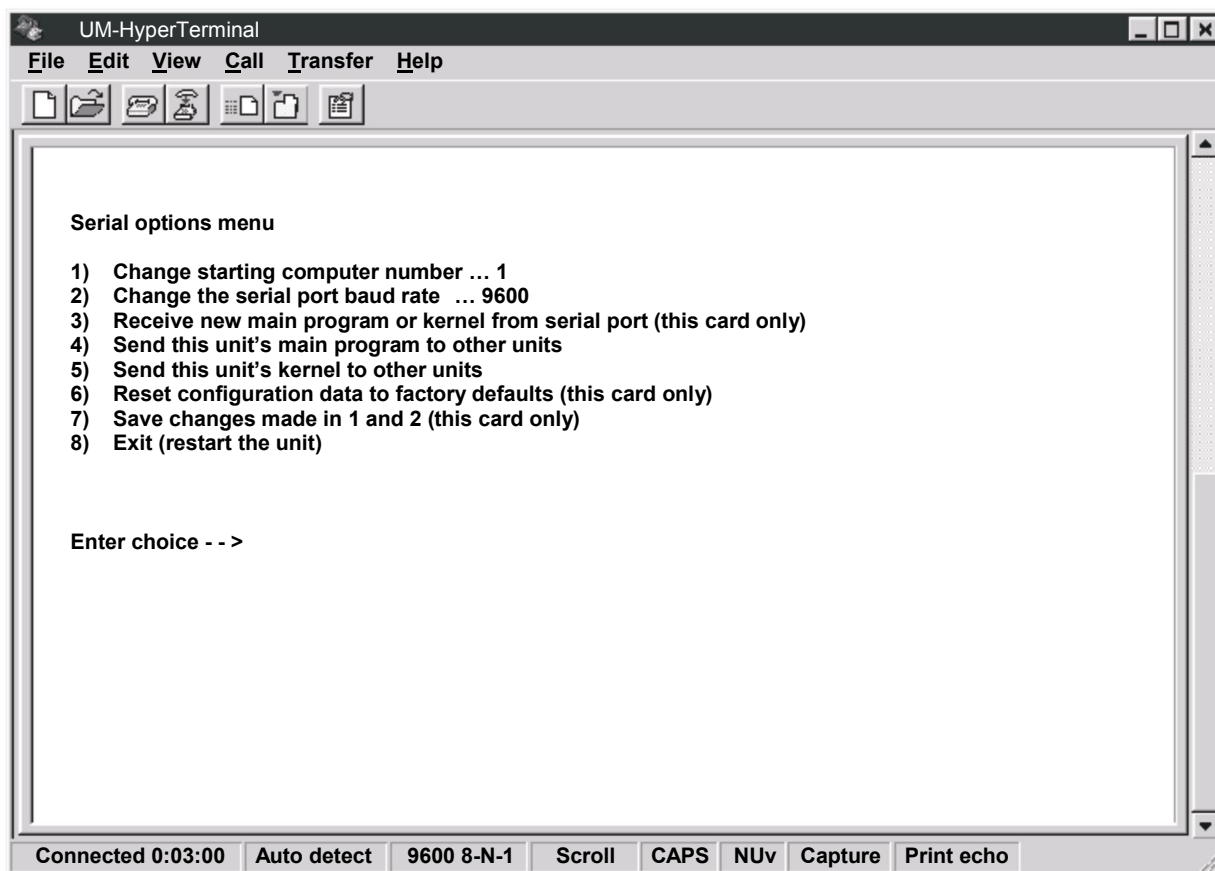 UM-HyperTerminal
File Edit View Call Transfer Help
Serial options menu
1) Change starting computer number … 1
2) Change the serial port baud rate … 9600
3) Receive new main program or kernel from serial port (this card only)
4) Send this unit’s main program to other units
5) Send this unit’s kernel to other units
6) Reset configuration data to factory defaults (this card only)
7) Save changes made in 1 and 2 (this card only)
8) Exit (restart the unit)
Enter choice - - >
Connected 0:03:00 Auto detect 9600 8-N-1 Scroll CAPS NUv Capture Print echo